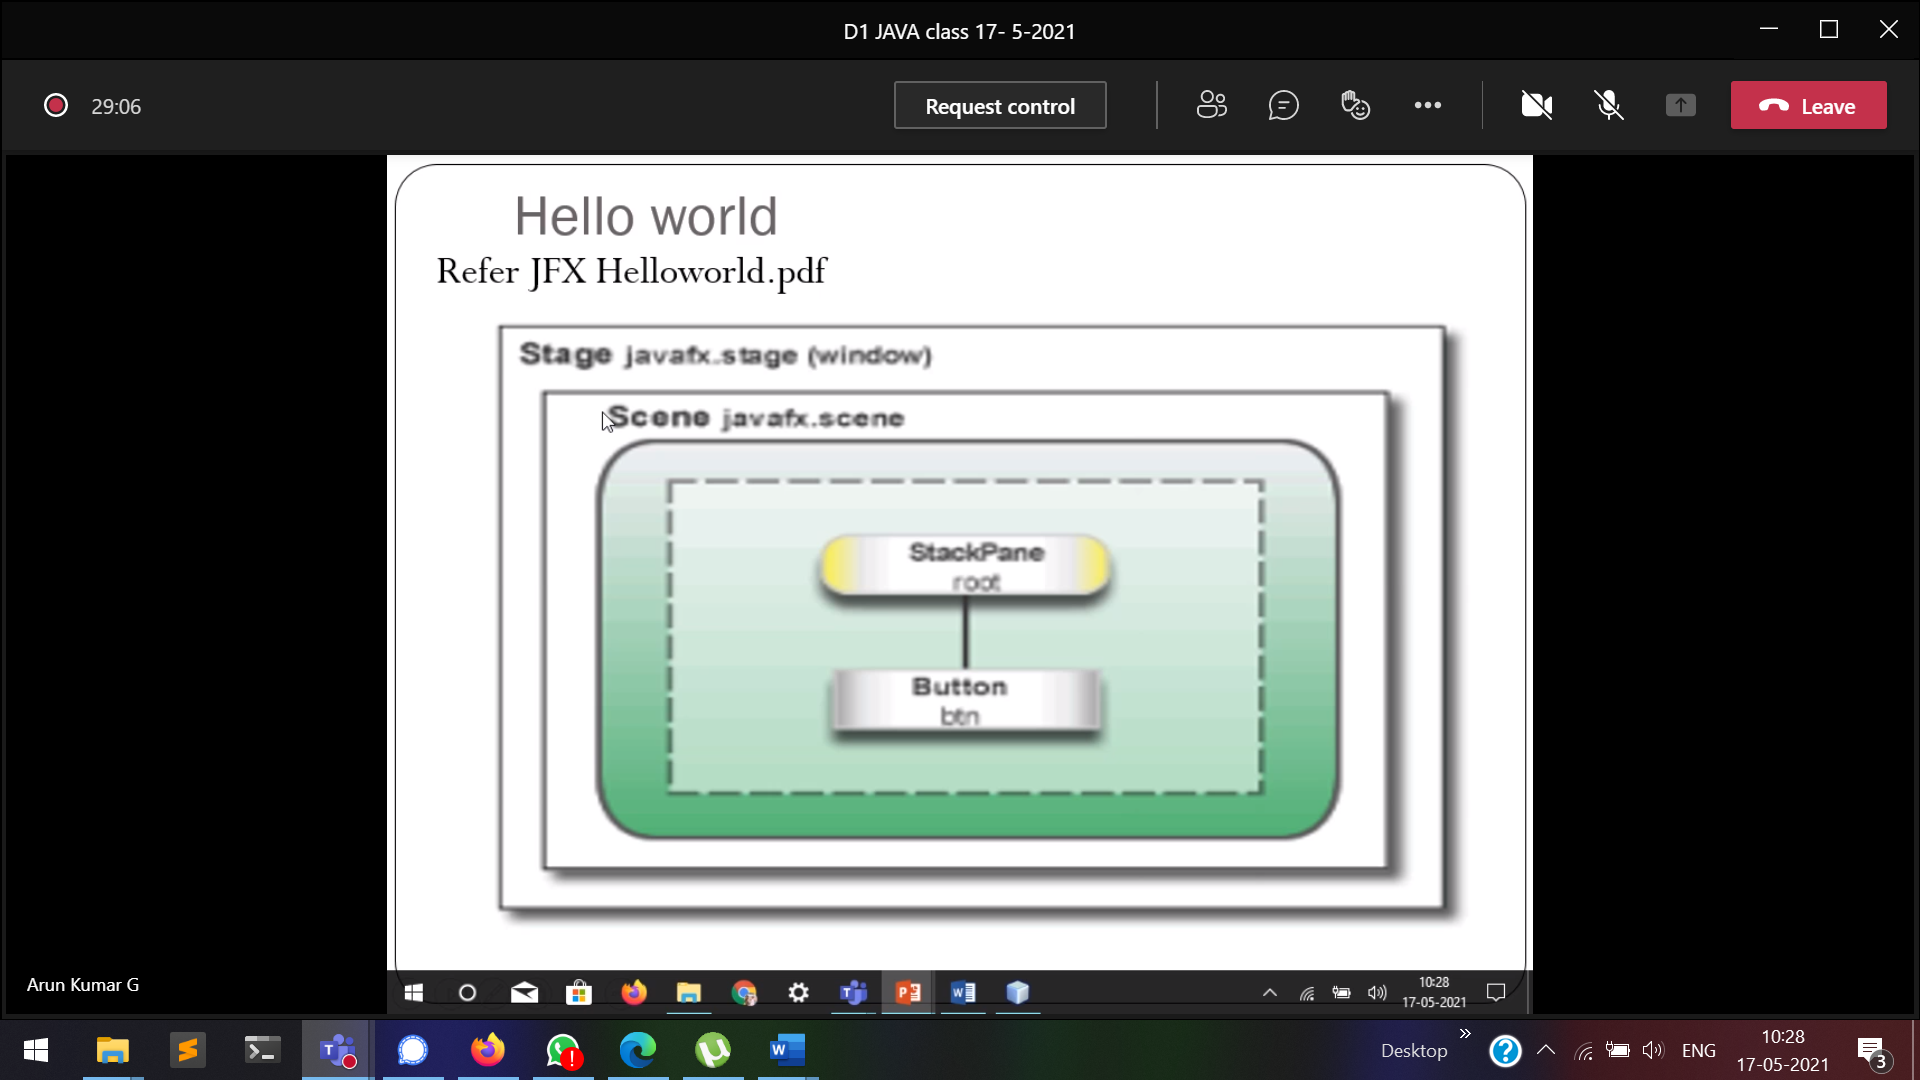 D1 JAVA class 17- 5-2021
29:06
Request control
Leave
Hello world
Refer JFX Helloworld.pdf
Stage javafx.stage (window)
Scene javafx.scene
StackPane
root
Button
btn
Arun Kumar G
10:28
17-05-2021
Desktop
ENG
10:28
17-05-2021
3